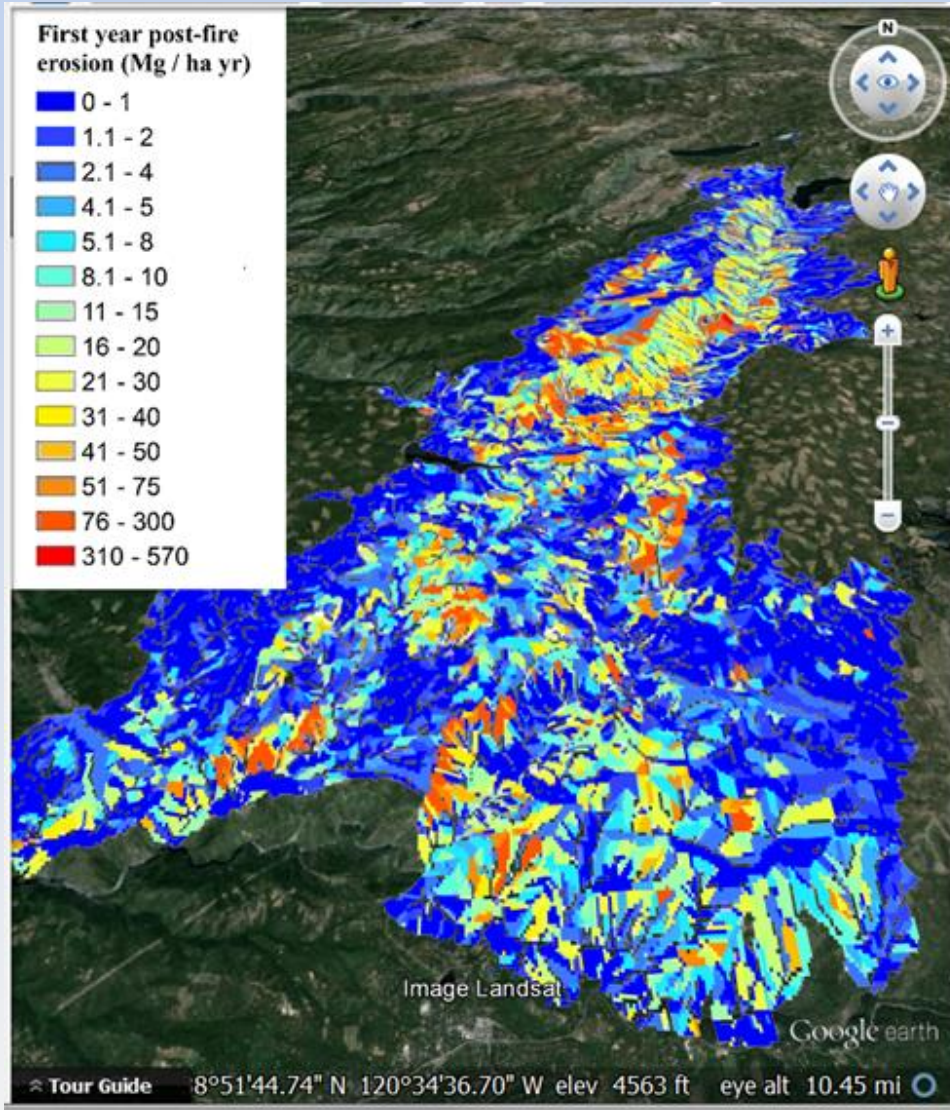 First year post-fire
erosion (Mg / ha yr)
0 - 1
1.1 - 2
2.1 - 4
4.1 - 5
5.1 - 8
8.1 - 10
11 - 15
16 - 20
21 - 30
31 - 40
41 - 50
51 - 75
76 - 300
310 - 570
N
Image Landsat
Google earth
Tour Guide 8°51'44.74" N 120°34'36.70" W elev 4563 ft eye alt 10.45 mi